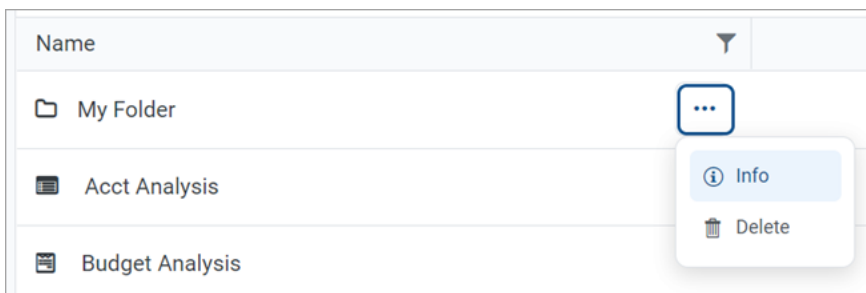 Name
My Folder
Info
Acct Analysis
Delete
Budget Analysis